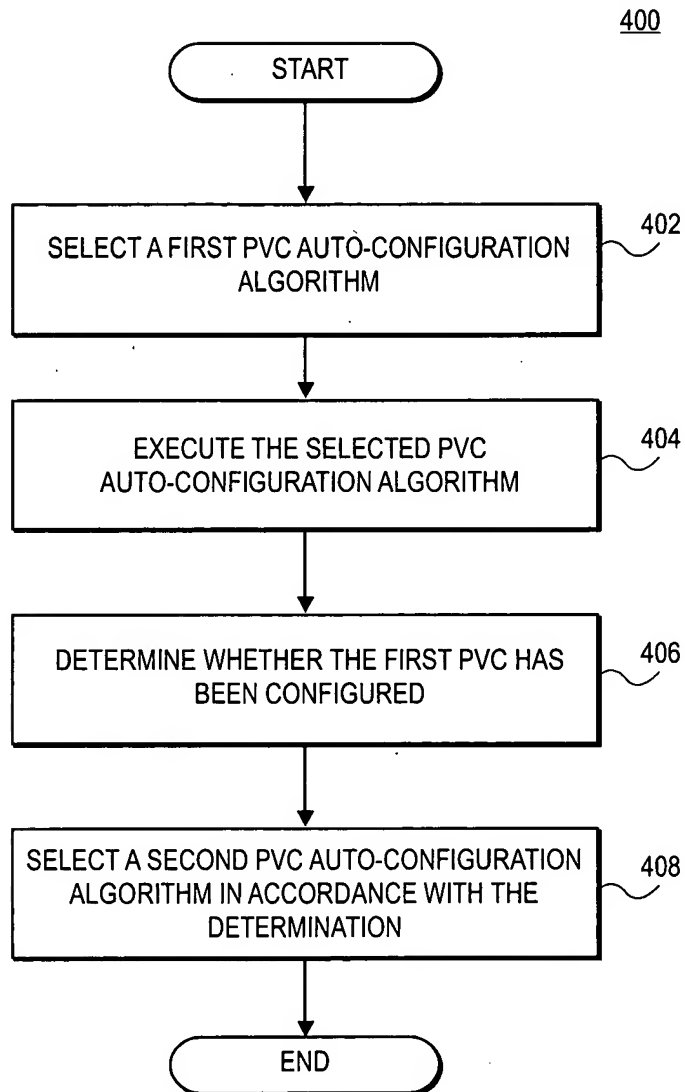 400
START
SELECT A FIRST PVC AUTO-CONFIGURATION
ALGORITHM
402
EXECUTE THE SELECTED PVC
AUTO-CONFIGURATION ALGORITHM
404
DETERMINE WHETHER THE FIRST PVC HAS
BEEN CONFIGURED
406
SELECT A SECOND PVC AUTO-CONFIGURATION
ALGORITHM IN ACCORDANCE WITH THE
DETERMINATION
408
END